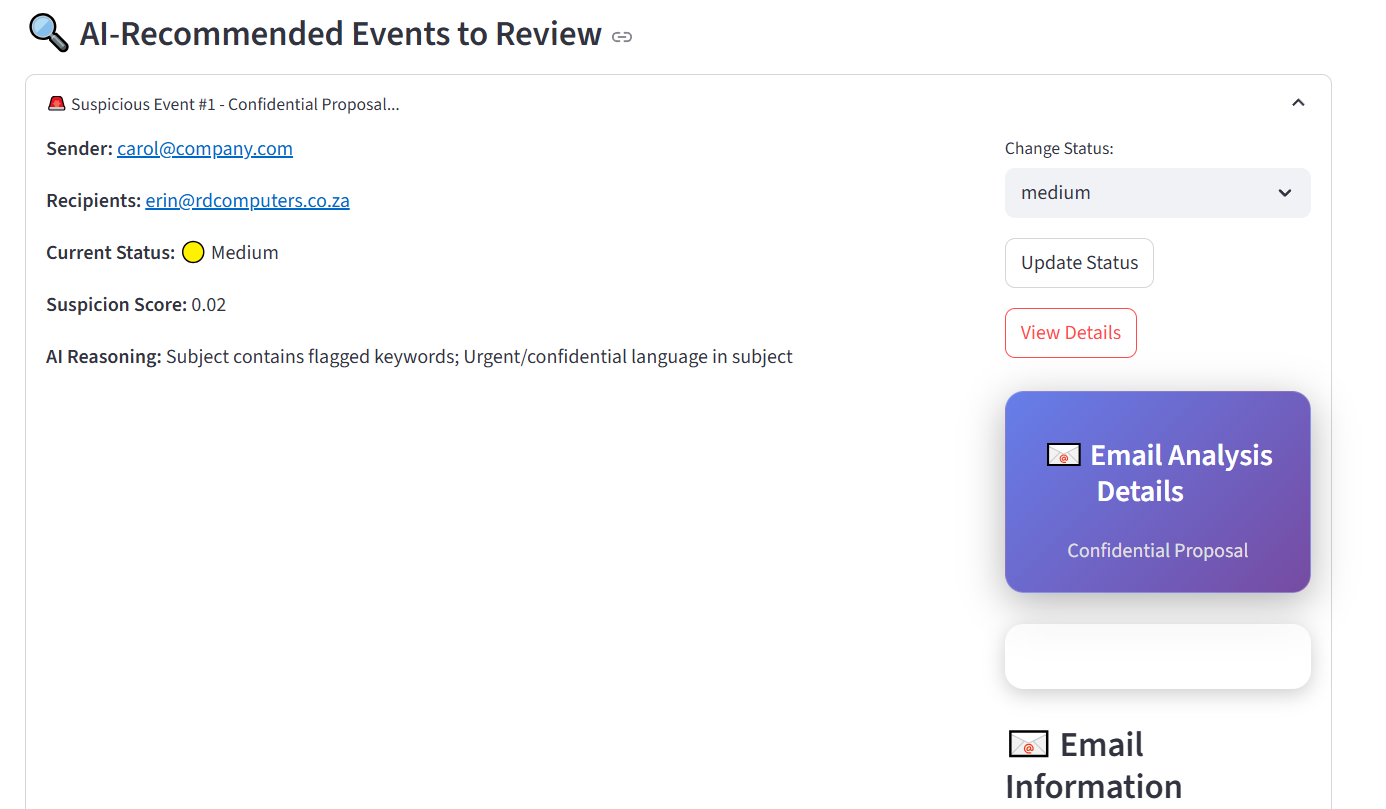 AI-Recommended Events to Review
Suspicious Event #1 - Confidential Proposal...
Sender: carol@company.com
Recipients: erin@rdcomputers.co.za
Current Status: Medium
Suspicion Score: 0.02
AI Reasoning: Subject contains flagged keywords; Urgent/confidential language in subject
Change Status:
medium
Update Status
View Details
Email Analysis
Details
Confidential Proposal
Email
Information